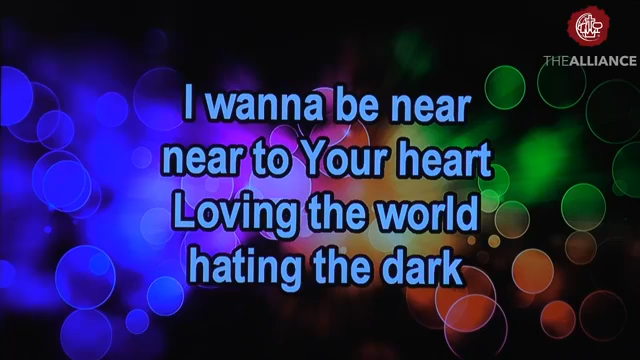 THEALLIANCE
I wanna be near
near to Your heart
Loving the world
hating the dark